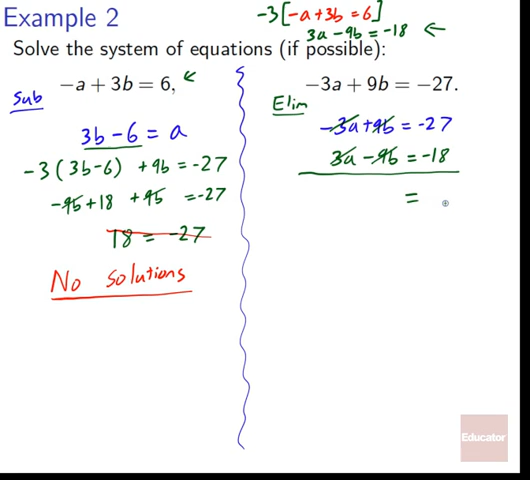 Example 2
-3[-a + 3b = 6]
3a - 9b = -18 ←
Solve the system of equations (if possible):
−a + 3b = 6,
−3a + 9b = −27.
Sub
3b - 6 = a
-3(3b-6) + 9b = -27
-9b + 18 + 9b = -27
18 = -27
No solutions
Elim
-3a + 9b = -27
3a - 9b = -18
=
Educator